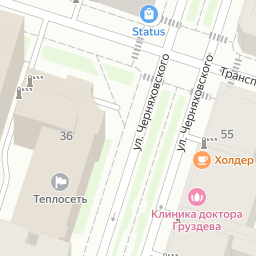 Status
ул. Черняховского
ул. Черняховского
Трансп
36
55
Холдер
Теплосеть
Клиника доктора
Груздева